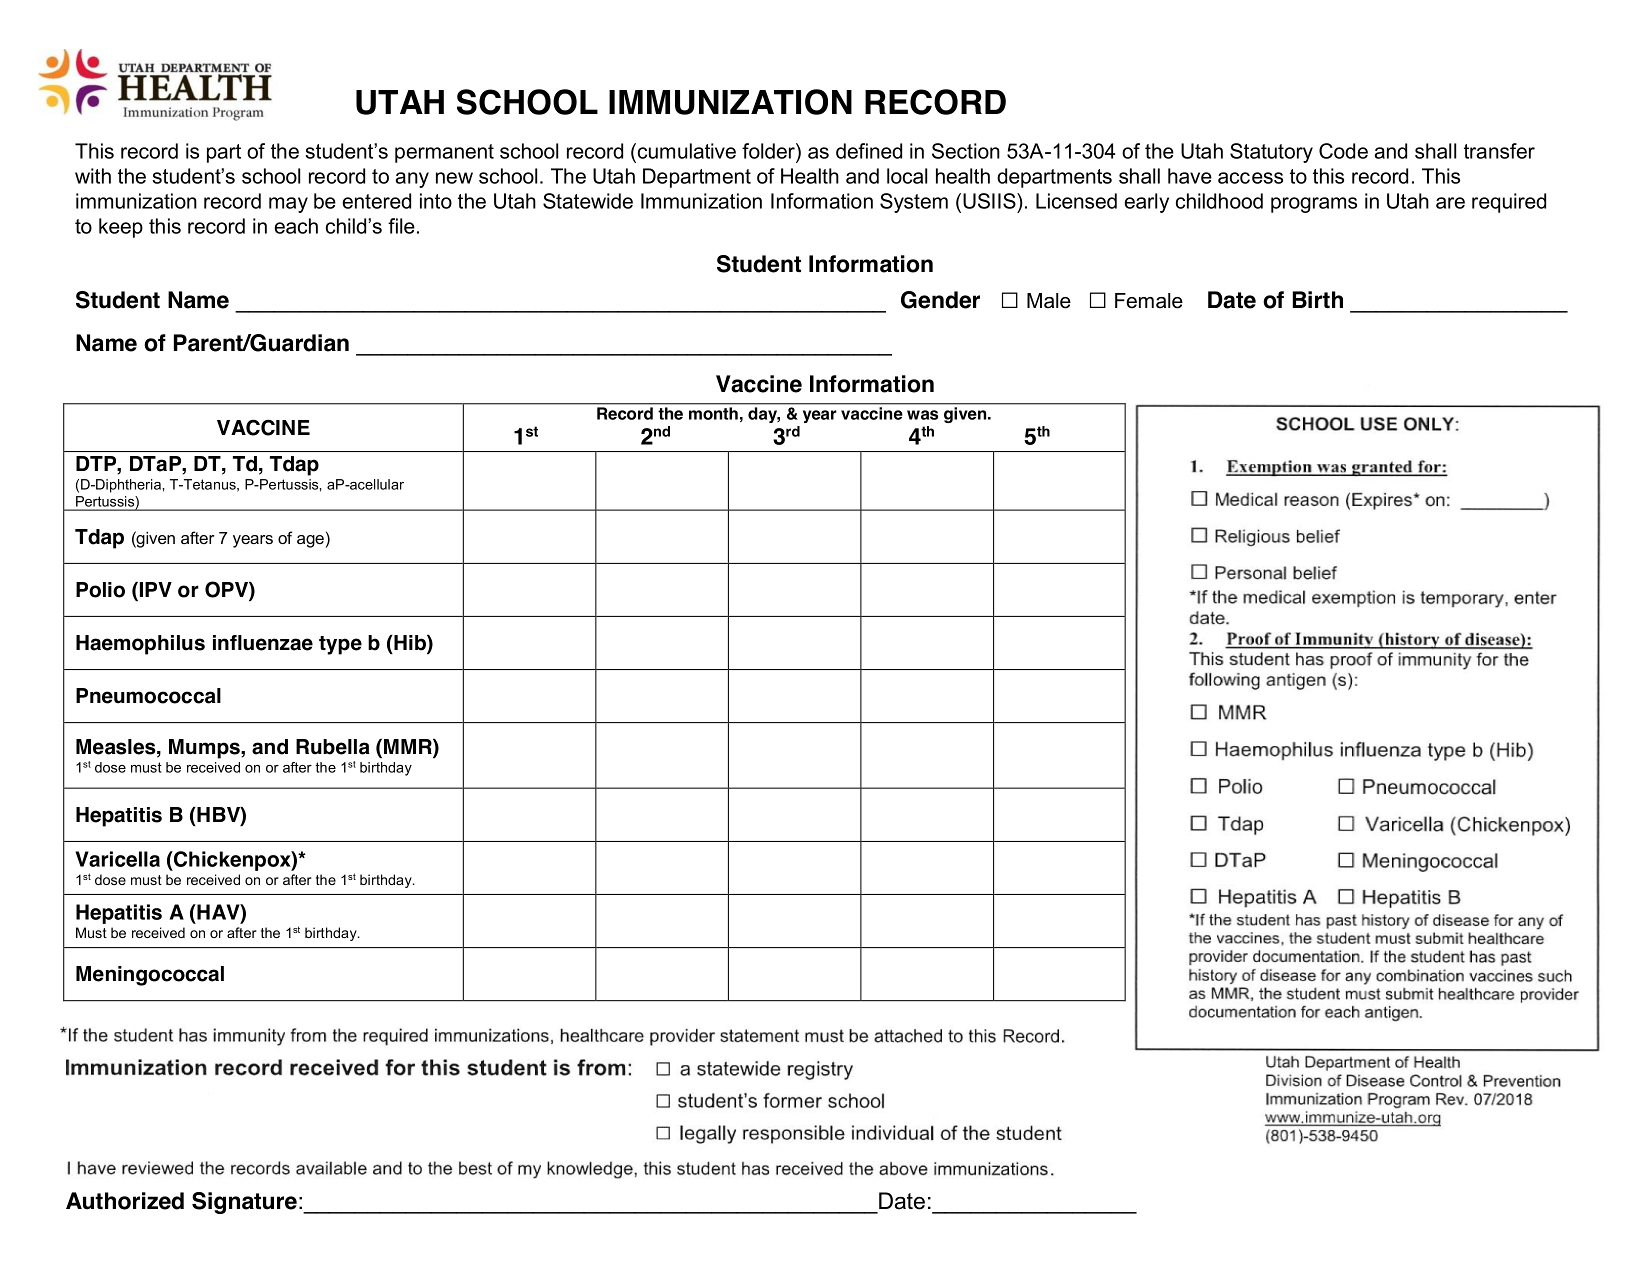 UTAH DEPARTMENT OF
HEALTH
Immunization Program
UTAH SCHOOL IMMUNIZATION RECORD
This record is part of the student’s permanent school record (cumulative folder) as defined in Section 53A-11-304 of the Utah Statutory Code and shall transfer
with the student’s school record to any new school. The Utah Department of Health and local health departments shall have access to this record. This
immunization record may be entered into the Utah Statewide Immunization Information System (USIIS). Licensed early childhood programs in Utah are required
to keep this record in each child’s file.
Student Information
Student Name ____ Gender ☐ Male ☐ Female Date of Birth ____
Name of Parent/Guardian ____
Vaccine Information
VACCINE
Record the month, day, & year vaccine was given.
1st 2nd 3rd 4th 5th
DTP, DTaP, DT, Td, Tdap
(D-Diphtheria, T-Tetanus, P-Pertussis, aP-acellular
Pertussis)
Tdap (given after 7 years of age)
Polio (IPV or OPV)
Haemophilus influenzae type b (Hib)
Pneumococcal
Measles, Mumps, and Rubella (MMR)
1st dose must be received on or after the 1st birthday
Hepatitis B (HBV)
Varicella (Chickenpox)*
1st dose must be received on or after the 1st birthday.
Hepatitis A (HAV)
Must be received on or after the 1st birthday.
Meningococcal
SCHOOL USE ONLY:
1. Exemption was granted for:
☐ Medical reason (Expires* on: ____)
☐ Religious belief
☐ Personal belief
*If the medical exemption is temporary, enter
date.
2. Proof of Immunity (history of disease):
This student has proof of immunity for the
following antigen (s):
☐ MMR
☐ Haemophilus influenza type b (Hib)
☐ Polio ☐ Pneumococcal
☐ Tdap ☐ Varicella (Chickenpox)
☐ DTaP ☐ Meningococcal
☐ Hepatitis A ☐ Hepatitis B
*If the student has past history of disease for any of
the vaccines, the student must submit healthcare
provider documentation. If the student has past
history of disease for any combination vaccines such
as MMR, the student must submit healthcare provider
documentation for each antigen.
*If the student has immunity from the required immunizations, healthcare provider statement must be attached to this Record.
Immunization record received for this student is from: ☐ a statewide registry
☐ student’s former school
☐ legally responsible individual of the student
Utah Department of Health
Division of Disease Control & Prevention
Immunization Program Rev. 07/2018
www.immunize-utah.org
(801)-538-9450
I have reviewed the records available and to the best of my knowledge, this student has received the above immunizations.
Authorized Signature:____Date:____